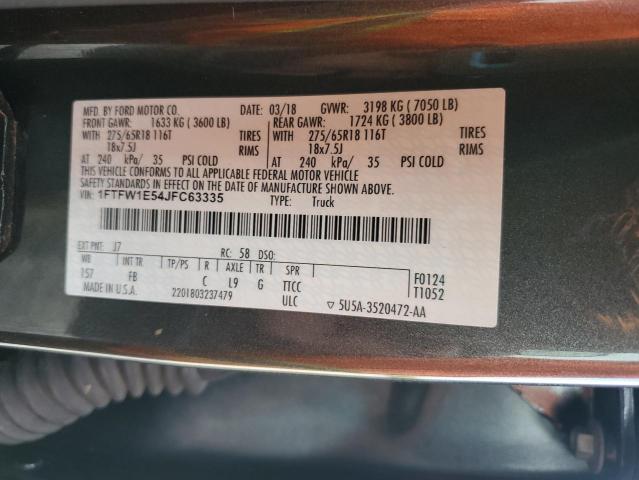 MFD. BY FORD MOTOR CO. 03/18 GVWR: 3198 KG ( 7050 LB)
FRONT GAWR: 1633 KG ( 3600 LB) REAR GAWR: 1724 KG ( 3800 LB)
WITH 275/65R18 116T TIRES WITH 275/65R18 116T TIRES
18x7.5J RIMS 18x7.5J RIMS
AT 240 kPa/ 35 PSI COLD AT 240 kPa/ 35 PSI COLD
THIS VEHICLE CONFORMS TO ALL APPLICABLE FEDERAL MOTOR VEHICLE
SAFETY STANDARDS IN EFFECT ON THE DATE OF MANUFACTURE SHOWN ABOVE.
VIN: 1FTFW1E54JFC63335 TYPE: Truck
EXT PNT: J7 RC: 58 DSO:
WB INT TR TP/PS R AXLE TR SPR F0124
157 FB C L9 G TTCC T1052
MADE IN U.S.A. 2201803237479 ULC ▽ 5U5A-3520472-AA